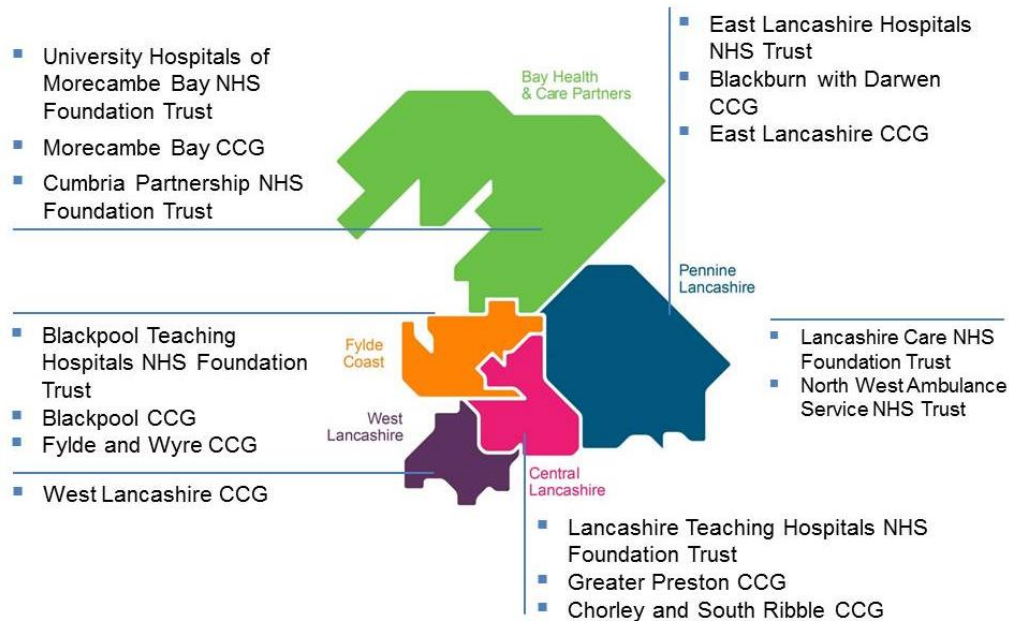 University Hospitals of
Morecambe Bay NHS
Foundation Trust
Morecambe Bay CCG
Cumbria Partnership NHS
Foundation Trust
Bay Health
& Care Partners
East Lancashire Hospitals
NHS Trust
Blackburn with Darwen
CCG
East Lancashire CCG
Pennine
Lancashire
Blackpool Teaching
Hospitals NHS Foundation
Trust
Blackpool CCG
Fylde and Wyre CCG
Fylde
Coast
Lancashire Care NHS
Foundation Trust
North West Ambulance
Service NHS Trust
West
Lancashire
West Lancashire CCG
Central
Lancashire
Lancashire Teaching Hospitals NHS
Foundation Trust
Greater Preston CCG
Chorley and South Ribble CCG